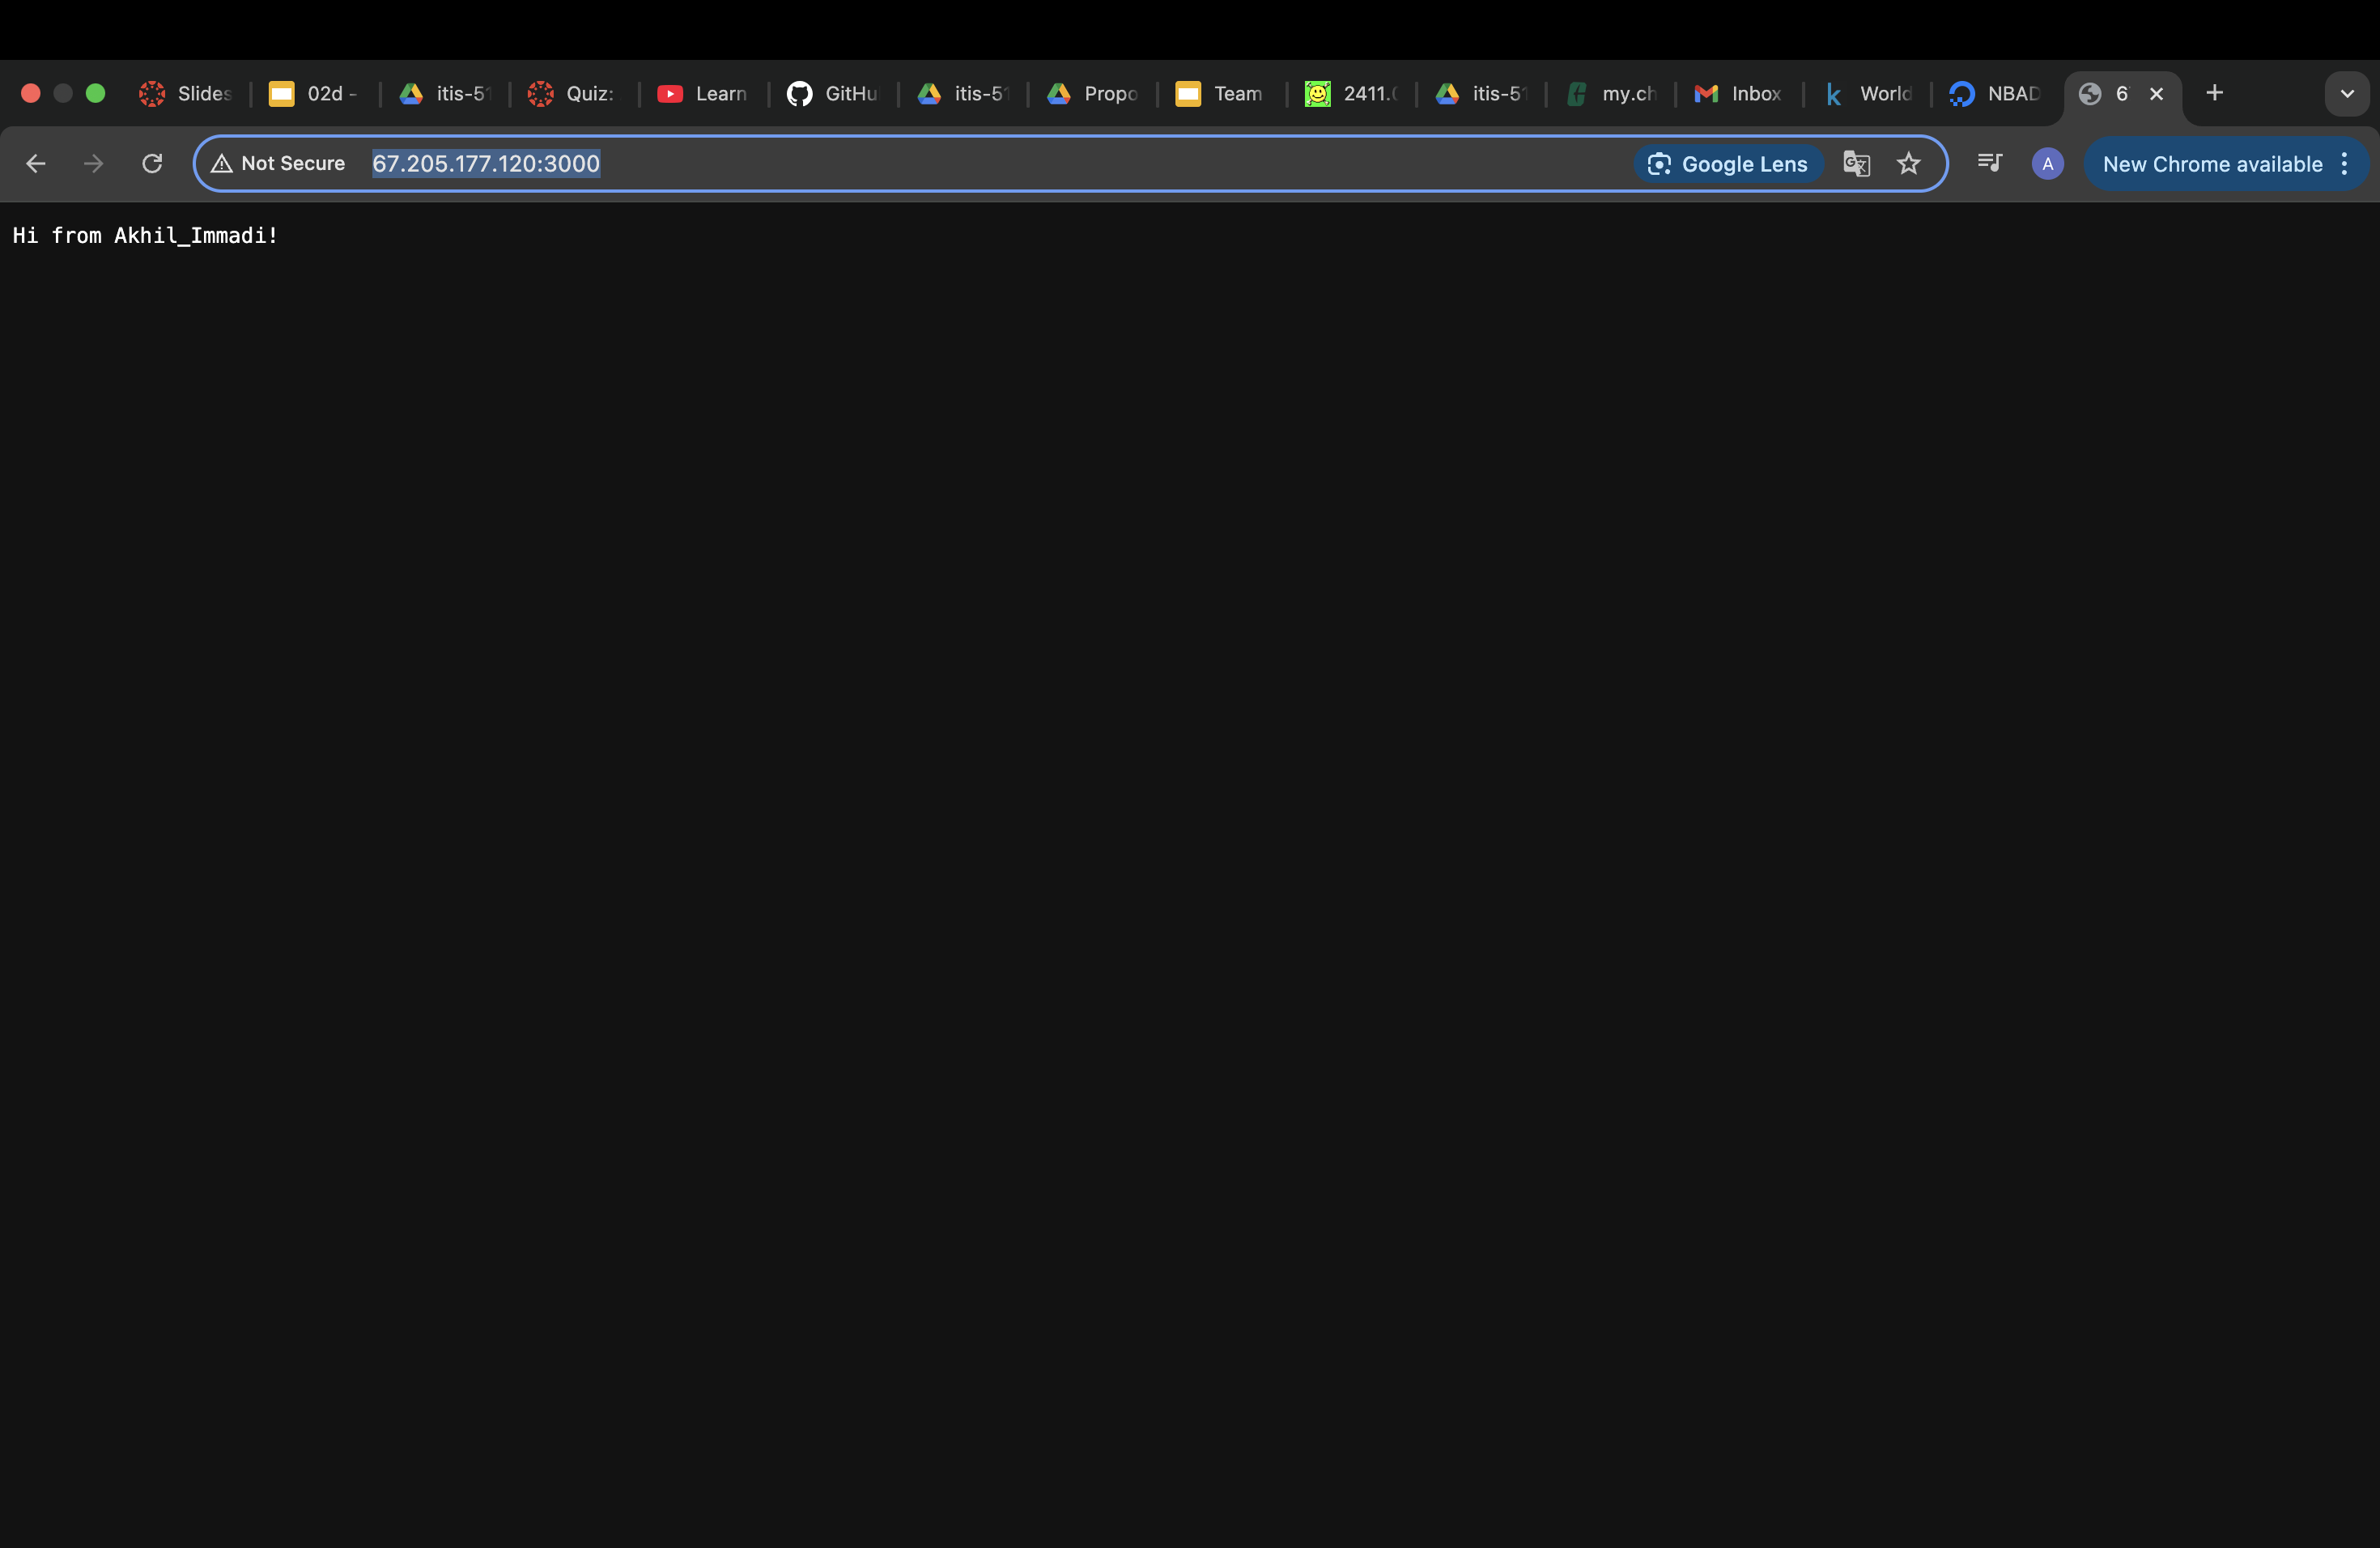 Slides 02d - itis-51 Quiz: Learn GitHu itis-51 Propo Team 2411.0 itis-51 my.ch Inbox World NBAD 6
Not Secure 67.205.177.120:3000 Google Lens A New Chrome available
Hi from Akhil_Immadi!